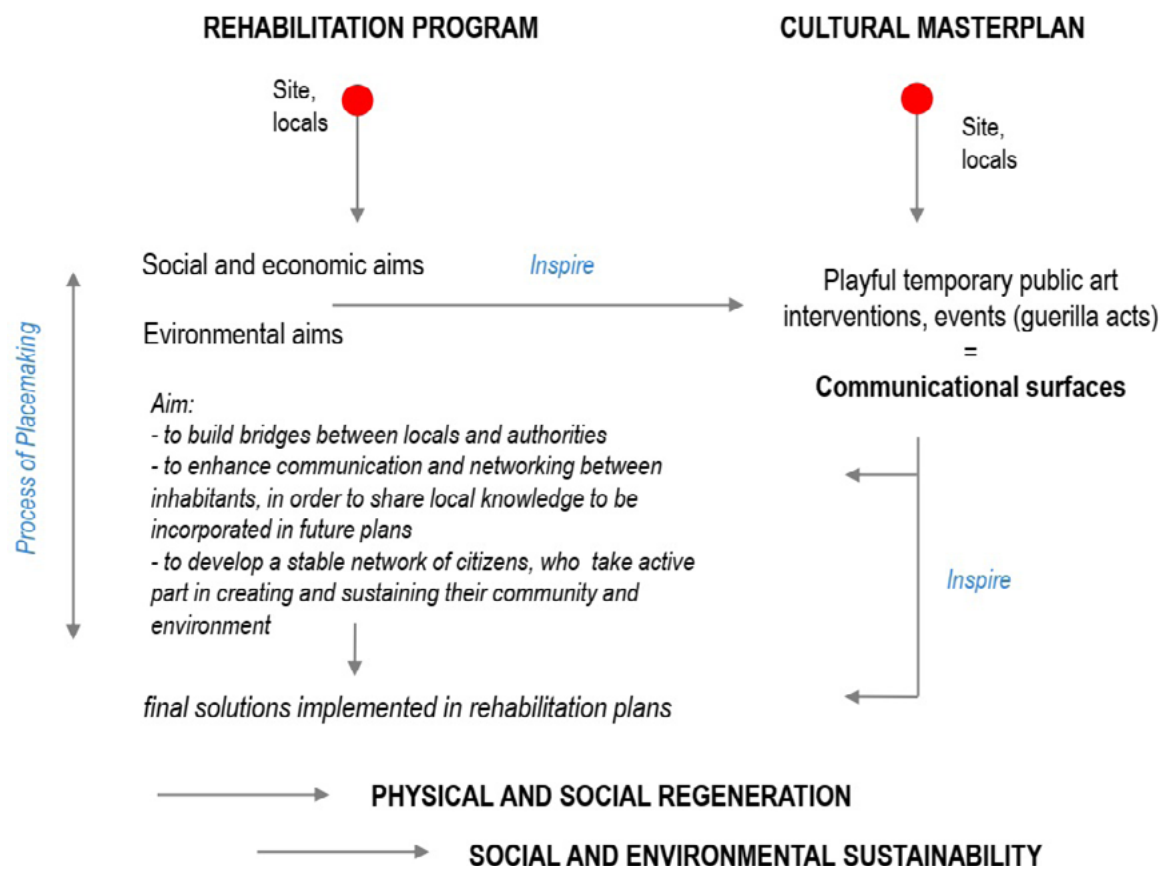 REHABILITATION PROGRAM
CULTURAL MASTERPLAN
Site,
locals
Site,
locals
Social and economic aims
Inspire
Evironmental aims
Playful temporary public art
interventions, events (guerilla acts)
=
Communicational surfaces
Process of Placemaking
Aim:
- to build bridges between locals and authorities
- to enhance communication and networking between
inhabitants, in order to share local knowledge to be
incorporated in future plans
- to develop a stable network of citizens, who take active
part in creating and sustaining their community and
environment
Inspire
final solutions implemented in rehabilitation plans
PHYSICAL AND SOCIAL REGENERATION
SOCIAL AND ENVIRONMENTAL SUSTAINABILITY